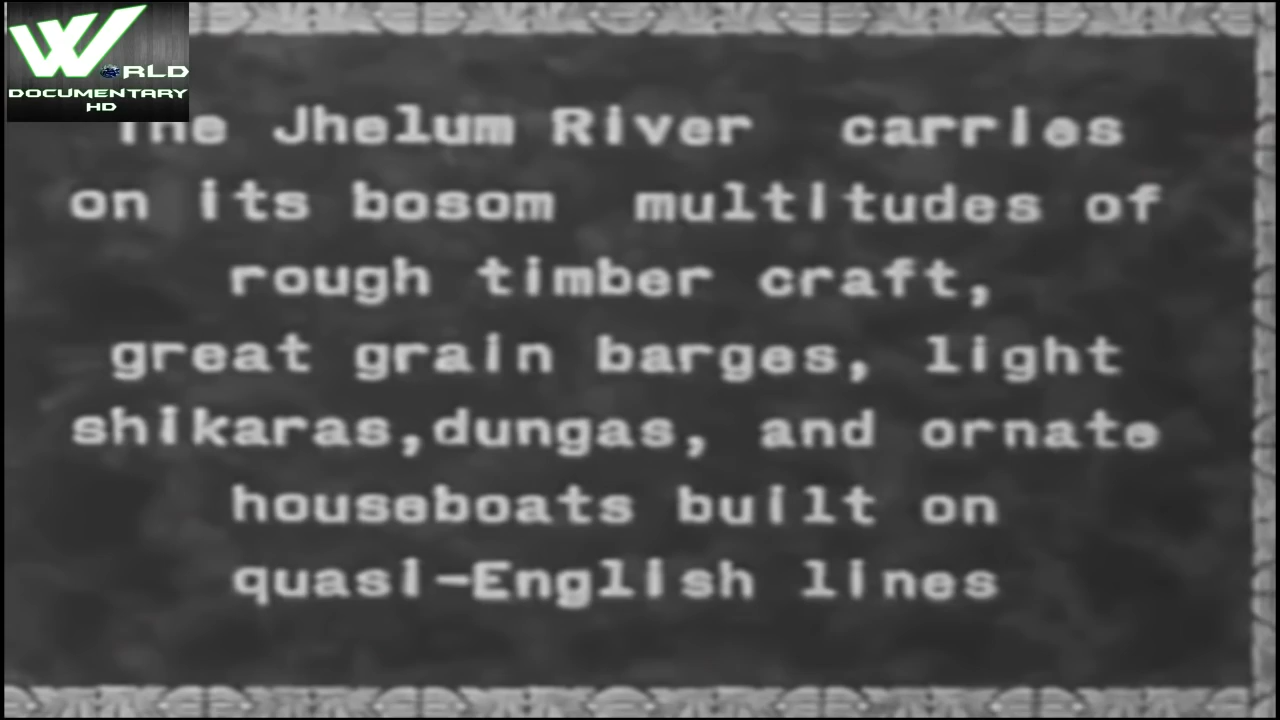 WORLD
DOCUMENTARY
HD
The Jhelum River carries
on its bosom multitudes of
rough timber craft,
great grain barges, light
shikaras,dungas, and ornate
houseboats built on
quasi-English lines